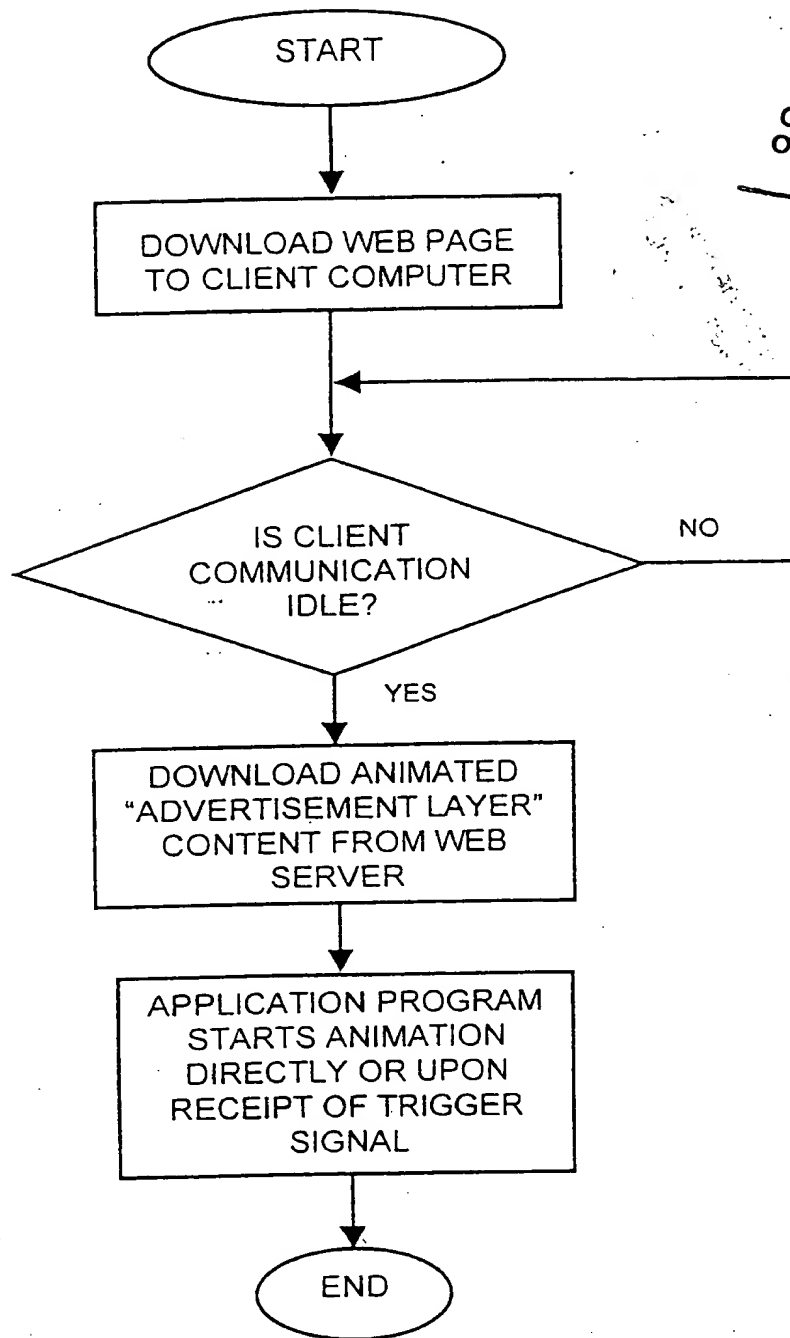 START
DOWNLOAD WEB PAGE
TO CLIENT COMPUTER
IS CLIENT
COMMUNICATION
IDLE?
NO
YES
DOWNLOAD ANIMATED
“ADVERTISEMENT LAYER”
CONTENT FROM WEB
SERVER
APPLICATION PROGRAM
STARTS ANIMATION
DIRECTLY OR UPON
RECEIPT OF TRIGGER
SIGNAL
END